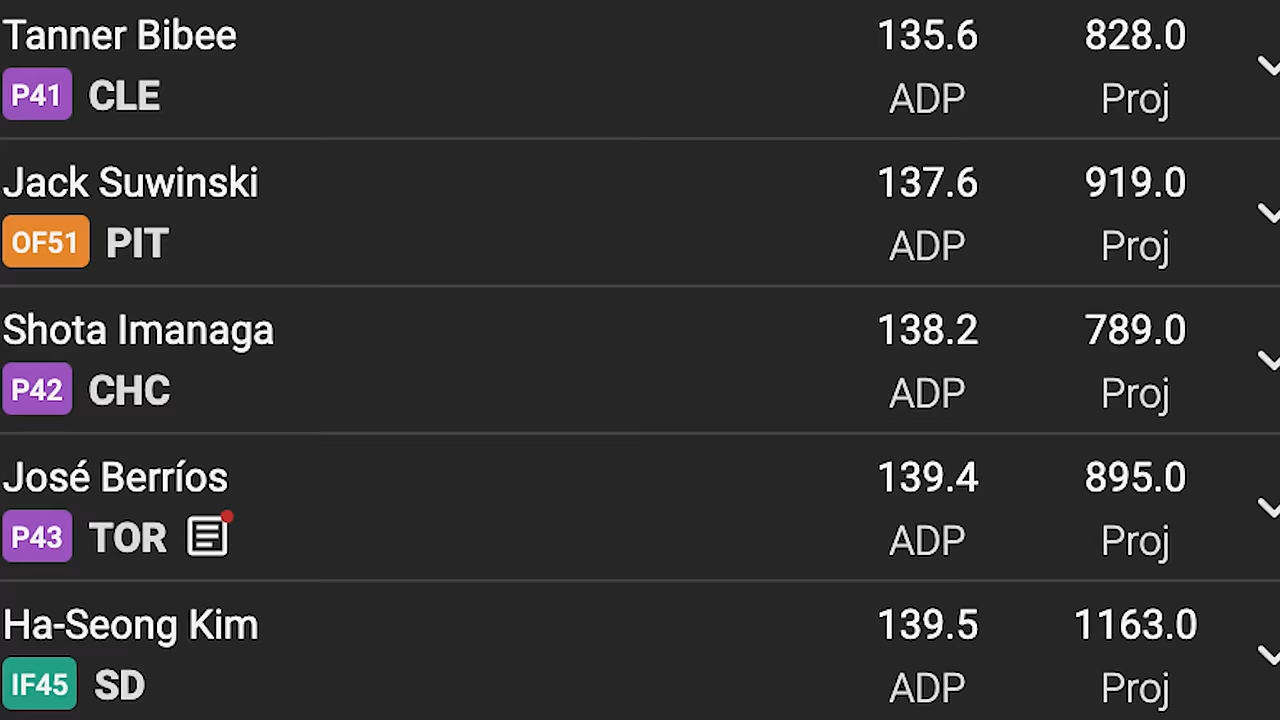 Tanner Bibee 135.6 828.0
P41 CLE ADP Proj
Jack Suwinski 137.6 919.0
OF51 PIT ADP Proj
Shota Imanaga 138.2 789.0
P42 CHC ADP Proj
José Berríos 139.4 895.0
P43 TOR ADP Proj
Ha-Seong Kim 139.5 1163.0
IF45 SD ADP Proj